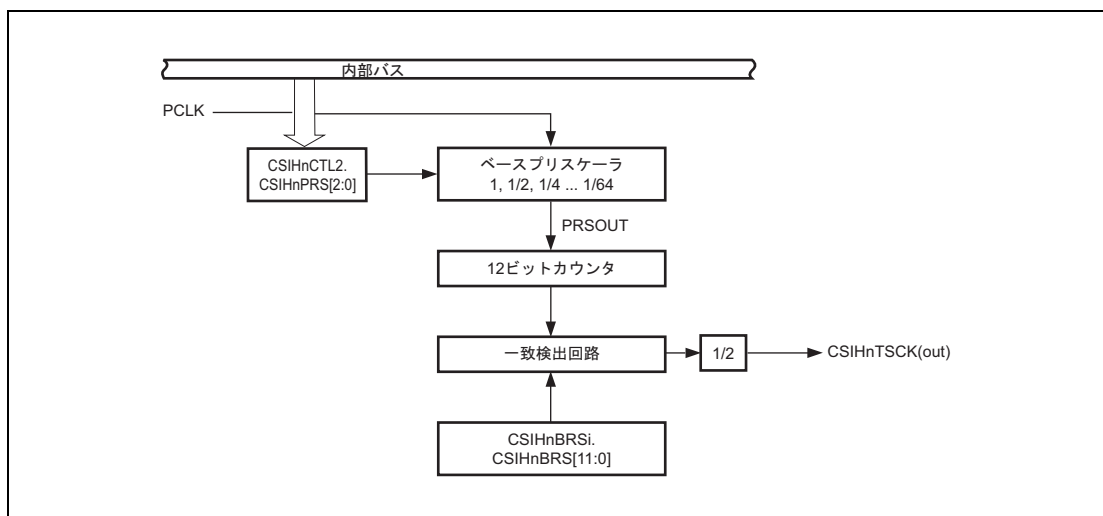 内部バス
PCLK
CSIHnCTL2.
CSIHnPRS[2:0]
ベースプリスケーラ
1, 1/2, 1/4 ... 1/64
PRSOUT
12ビットカウンタ
一致検出回路
1/2
CSIHnTSCK(out)
CSIHnBRSi.
CSIHnBRS[11:0]